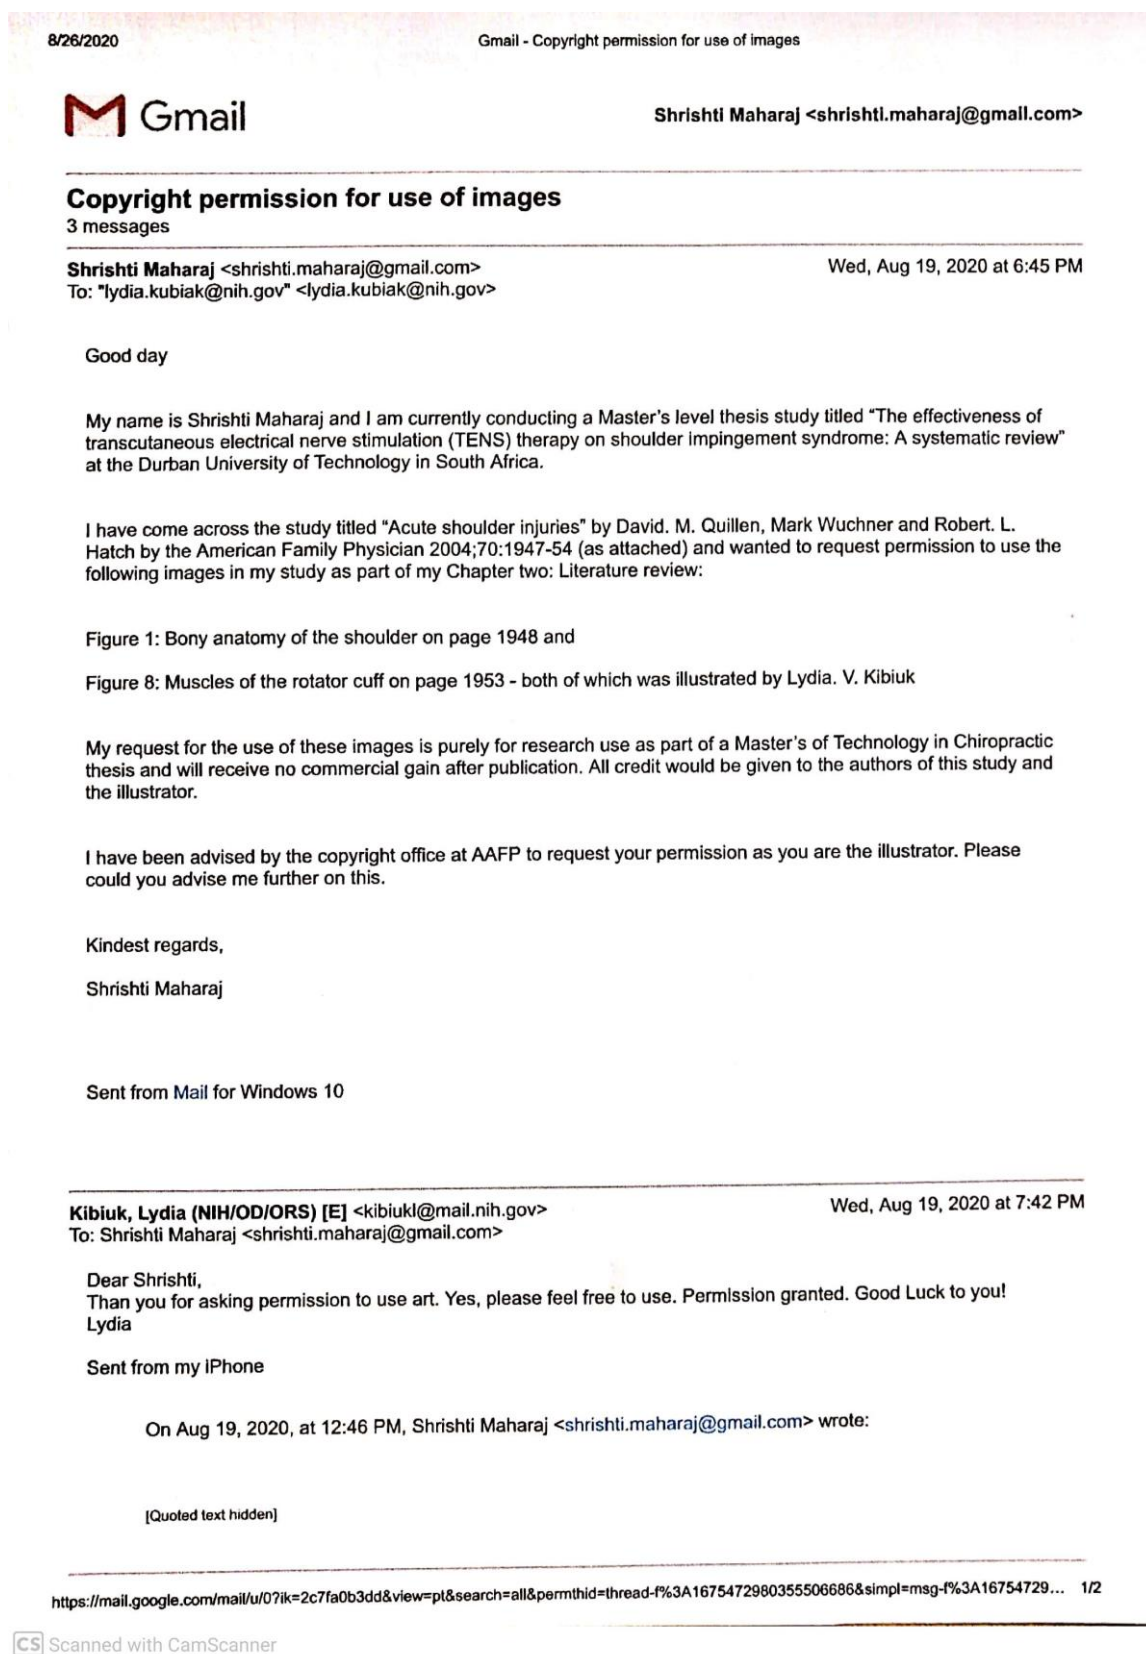 8/26/2020
Gmail - Copyright permission for use of images
Gmail
Shrishti Maharaj <shrishti.maharaj@gmail.com>
Copyright permission for use of images
3 messages
Shrishti Maharaj <shrishti.maharaj@gmail.com>
Wed, Aug 19, 2020 at 6:45 PM
To: "lydia.kubiak@nih.gov" <lydia.kubiak@nih.gov>
Good day
My name is Shrishti Maharaj and I am currently conducting a Master's level thesis study titled “The effectiveness of
transcutaneous electrical nerve stimulation (TENS) therapy on shoulder impingement syndrome: A systematic review”
at the Durban University of Technology in South Africa.
I have come across the study titled “Acute shoulder injuries” by David. M. Quillen, Mark Wuchner and Robert. L.
Hatch by the American Family Physician 2004;70:1947-54 (as attached) and wanted to request permission to use the
following images in my study as part of my Chapter two: Literature review:
Figure 1: Bony anatomy of the shoulder on page 1948 and
Figure 8: Muscles of the rotator cuff on page 1953 - both of which was illustrated by Lydia. V. Kibiuk
My request for the use of these images is purely for research use as part of a Master's of Technology in Chiropractic
thesis and will receive no commercial gain after publication. All credit would be given to the authors of this study and
the illustrator.
I have been advised by the copyright office at AAFP to request your permission as you are the illustrator. Please
could you advise me further on this.
Kindest regards,
Shrishti Maharaj
Sent from Mail for Windows 10
Kibiuk, Lydia (NIH/OD/ORS) [E] <kibiukl@mail.nih.gov>
Wed, Aug 19, 2020 at 7:42 PM
To: Shrishti Maharaj <shrishti.maharaj@gmail.com>
Dear Shrishti,
Than you for asking permission to use art. Yes, please feel free to use. Permission granted. Good Luck to you!
Lydia
Sent from my iPhone
On Aug 19, 2020, at 12:46 PM, Shrishti Maharaj <shrishti.maharaj@gmail.com> wrote:
[Quoted text hidden]
https://mail.google.com/mail/u/0?ik=2c7fa0b3dd&view=pt&search=all&permthid=thread-f%3A1675472980355506686&simpl=msg-f%3A16754729... 1/2
CS Scanned with CamScanner